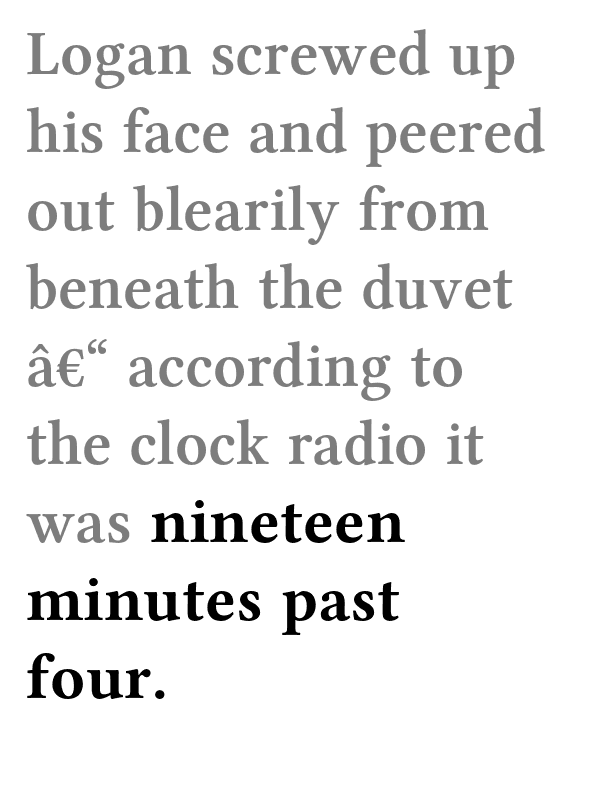 Logan screwed up
his face and peered
out blearily from
beneath the duvet
â€“ according to
the clock radio it
was nineteen
minutes past
four.